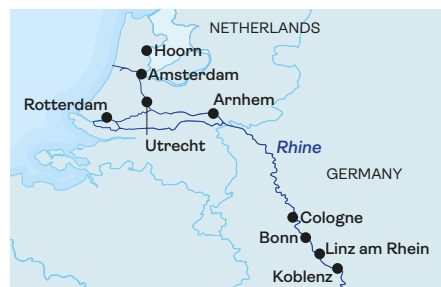 NETHERLANDS
Hoorn
Amsterdam
Rotterdam
Arnhem
Utrecht
Rhine
GERMANY
Cologne
Bonn
Linz am Rhein
Koblenz